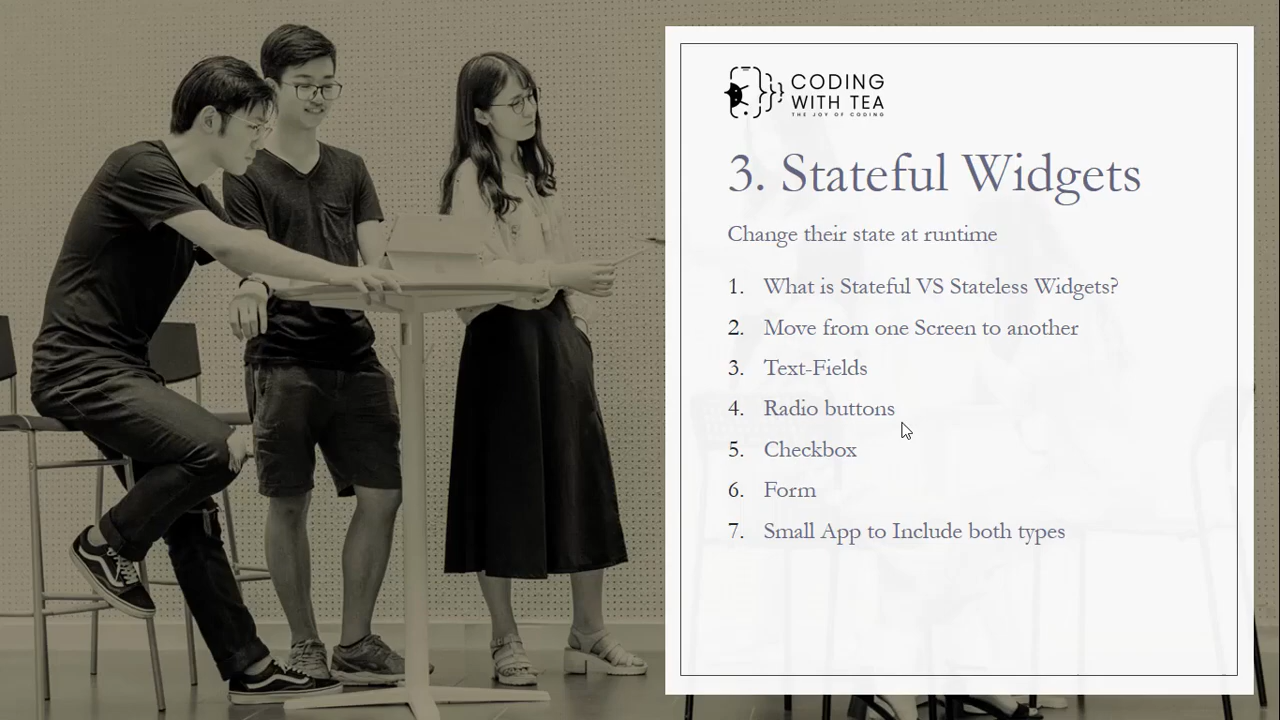 CODING
WITH TEA
THE JOY OF CODING
3. Stateful Widgets
Change their state at runtime
1. What is Stateful VS Stateless Widgets?
2. Move from one Screen to another
3. Text-Fields
4. Radio buttons
5. Checkbox
6. Form
7. Small App to Include both types